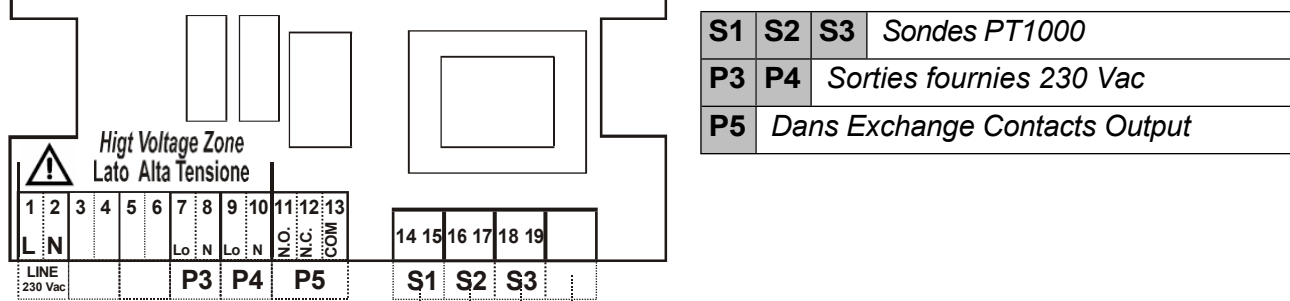 Higt Voltage Zone
Lato Alta Tensione
1 2 3 4 5 6 7 8 9 10 11 12 13
L N Lo N Lo N N.O. N.C. COM
LINE
230 Vac
P3 P4 P5
14 15 16 17 18 19
S1 S2 S3
S1 S2 S3 Sondes PT1000
P3 P4 Sorties fournies 230 Vac
P5 Dans Exchange Contacts Output